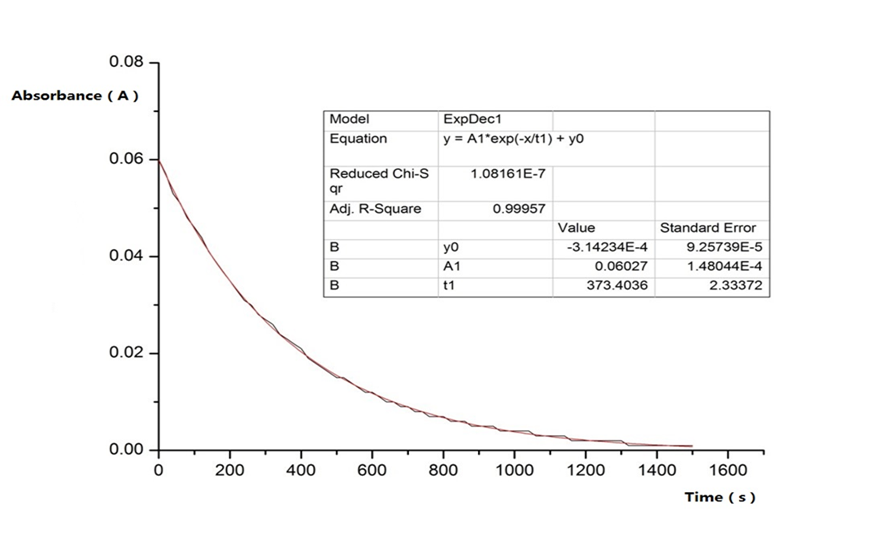 0.08
Absorbance ( A )
Model ExpDec1
Equation y = A1*exp(-x/t1) + y0
0.06
Reduced Chi-S 1.08161E-7
qr
Adj. R-Square 0.99957
Value Standard Error
B y0 -3.14234E-4 9.25739E-5
0.04
B A1 0.06027 1.48044E-4
B t1 373.4036 2.33372
0.02
0.00
0 200 400 600 800 1000 1200 1400 1600
Time ( s )